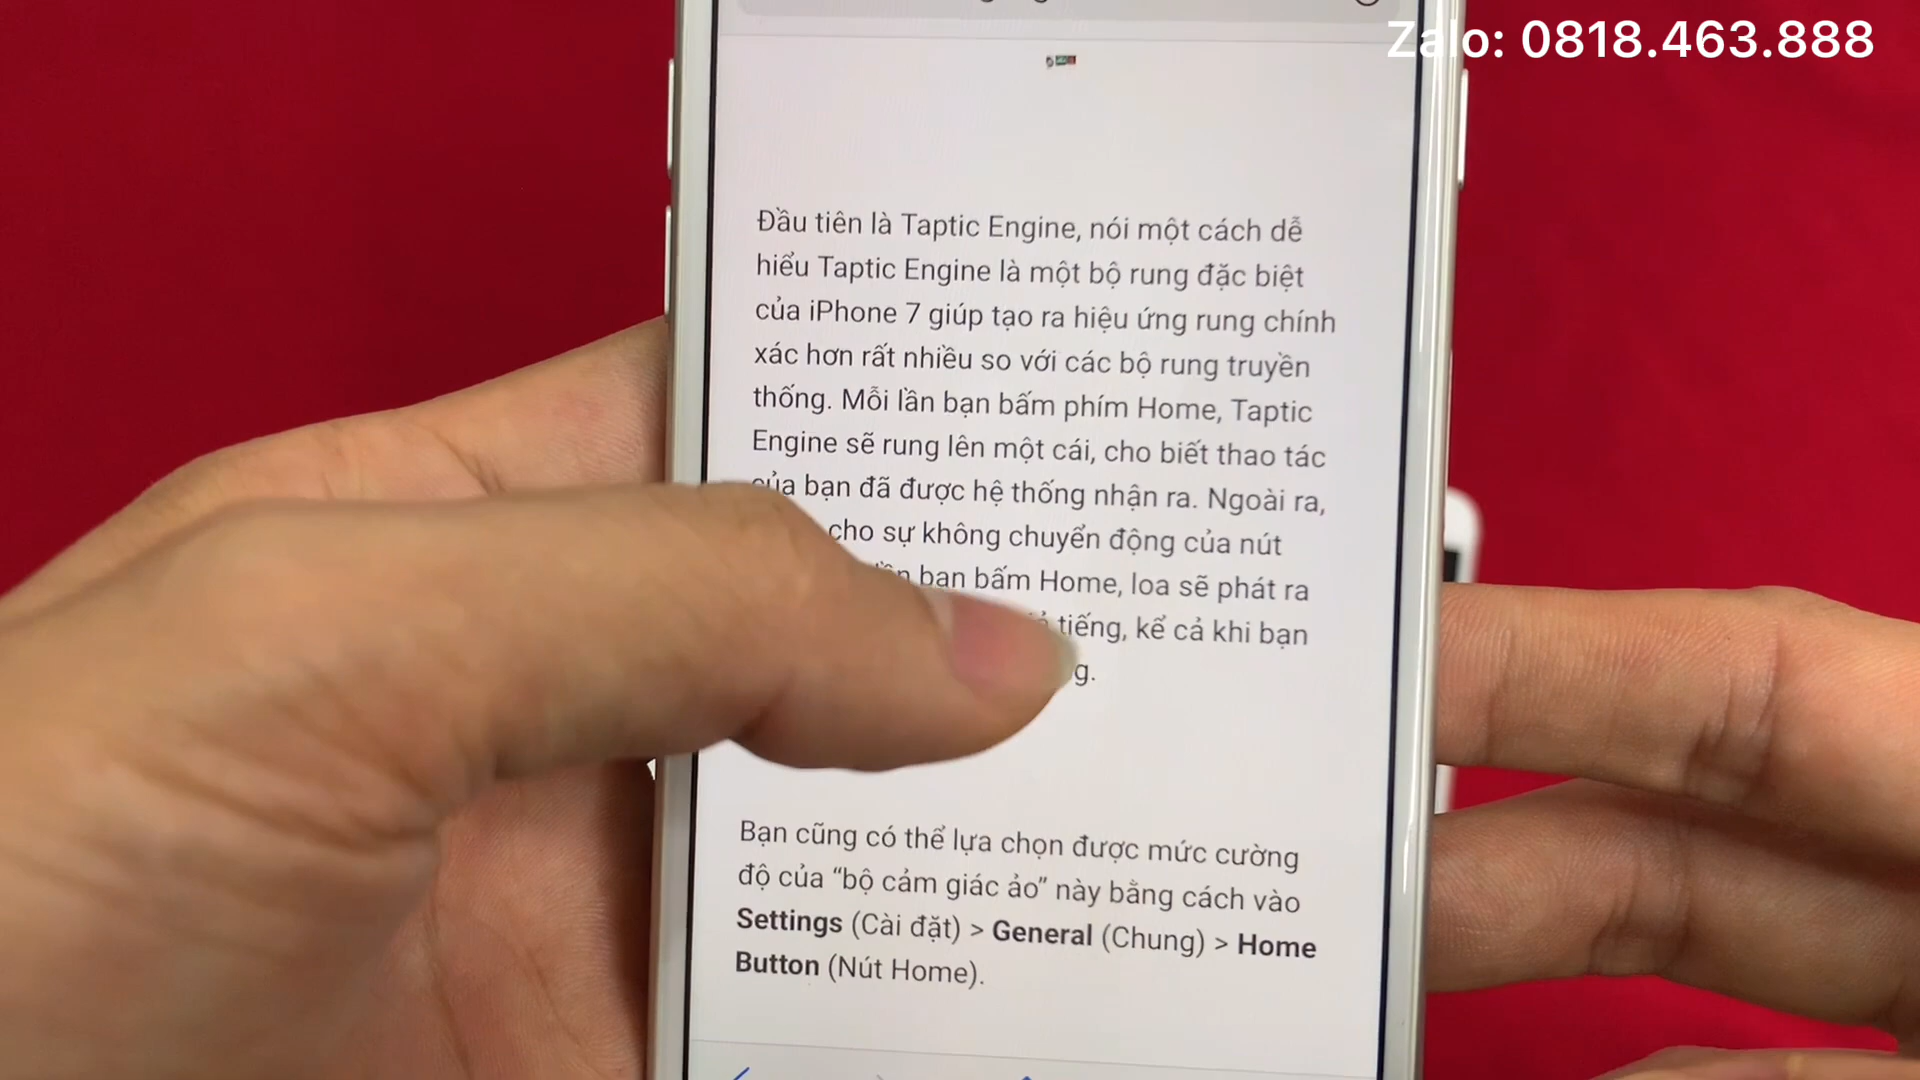 Zalo: 0818.463.888
Đầu tiên là Taptic Engine, nói một cách dễ
hiểu Taptic Engine là một bộ rung đặc biệt
của iPhone 7 giúp tạo ra hiệu ứng rung chính
xác hơn rất nhiều so với các bộ rung truyền
thống. Mỗi lần bạn bấm phím Home, Taptic
Engine sẽ rung lên một cái, cho biết thao tác
của bạn đã được hệ thống nhận ra. Ngoài ra,
cho sự không chuyển động của nút
bạn bấm Home, loa sẽ phát ra
tiếng, kể cả khi bạn
Bạn cũng có thể lựa chọn được mức cường
độ của “bộ cảm giác ảo” này bằng cách vào
Settings (Cài đặt) > General (Chung) > Home
Button (Nút Home).